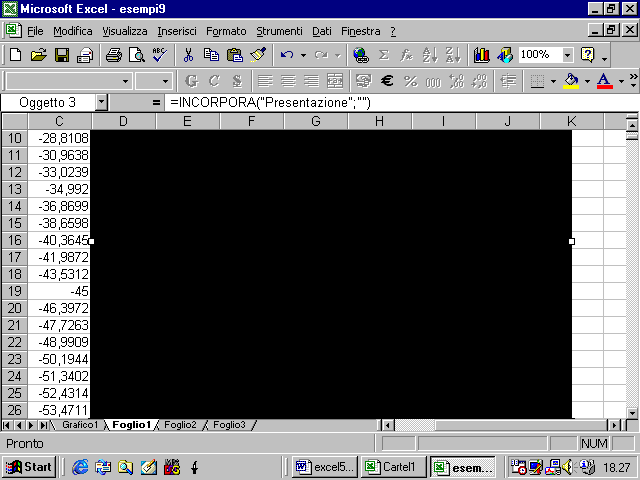 Microsoft Excel - esempi9
File Modifica Visualizza Inserisci Formato Strumenti Dati Finestra ?
100%
G C S € % 000
Oggetto 3 = =INCORPORA("Presentazione";"")
C D E F G H I J K
10 -28,8108
11 -30,9638
12 -33,0239
13 -34,992
14 -36,8699
15 -38,6598
16 -40,3645
17 -41,9872
18 -43,5312
19 -45
20 -46,3972
21 -47,7263
22 -48,9909
23 -50,1944
24 -51,3402
25 -52,4314
26 -53,4711
Grafico1 Foglio1 Foglio2 Foglio3
Pronto NUM
Start excel5... Cartel1 esem... 18.27